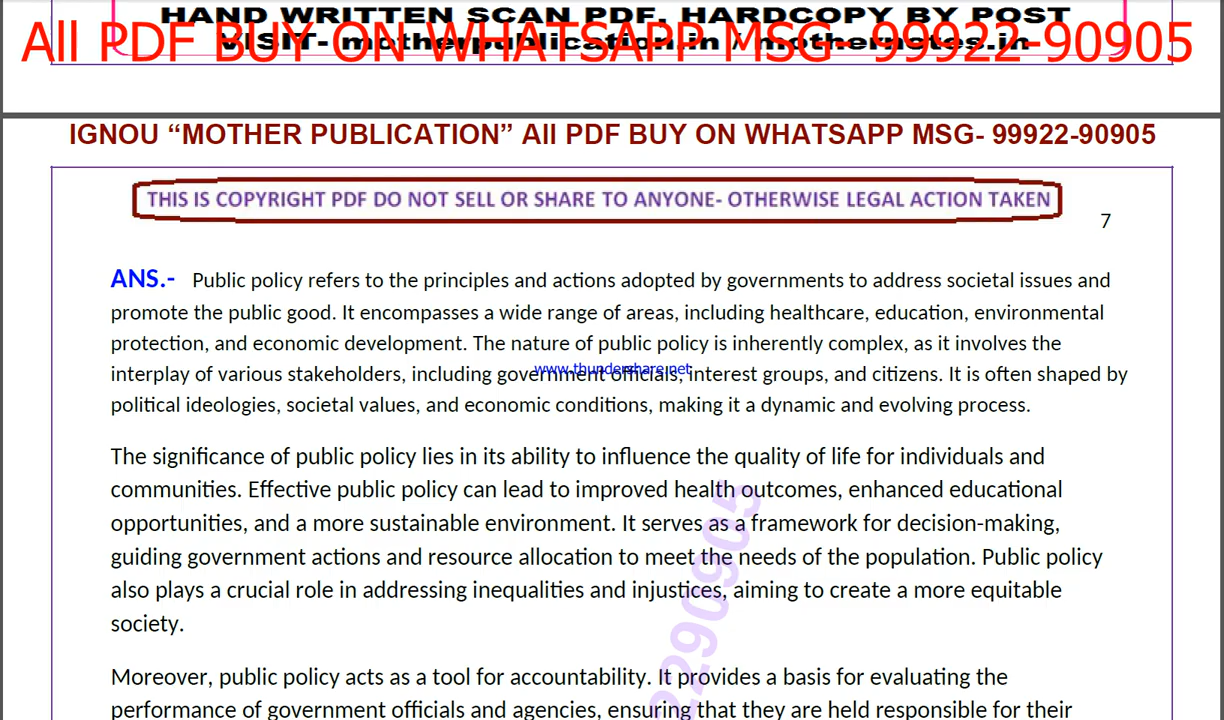 HAND WRITTEN SCAN PDF, HARDCOPY BY POST
VISIT- motherpublication.in / mothernotes.in
All PDF BUY ON WHATSAPP MSG- 99922-90905
IGNOU “MOTHER PUBLICATION” All PDF BUY ON WHATSAPP MSG- 99922-90905
THIS IS COPYRIGHT PDF DO NOT SELL OR SHARE TO ANYONE- OTHERWISE LEGAL ACTION TAKEN
7
ANS.- Public policy refers to the principles and actions adopted by governments to address societal issues and
promote the public good. It encompasses a wide range of areas, including healthcare, education, environmental
protection, and economic development. The nature of public policy is inherently complex, as it involves the
www.thundershare.net
interplay of various stakeholders, including government officials, interest groups, and citizens. It is often shaped by
political ideologies, societal values, and economic conditions, making it a dynamic and evolving process.
The significance of public policy lies in its ability to influence the quality of life for individuals and
communities. Effective public policy can lead to improved health outcomes, enhanced educational
opportunities, and a more sustainable environment. It serves as a framework for decision-making,
guiding government actions and resource allocation to meet the needs of the population. Public policy
also plays a crucial role in addressing inequalities and injustices, aiming to create a more equitable
society.
2290905
Moreover, public policy acts as a tool for accountability. It provides a basis for evaluating the
performance of government officials and agencies, ensuring that they are held responsible for their